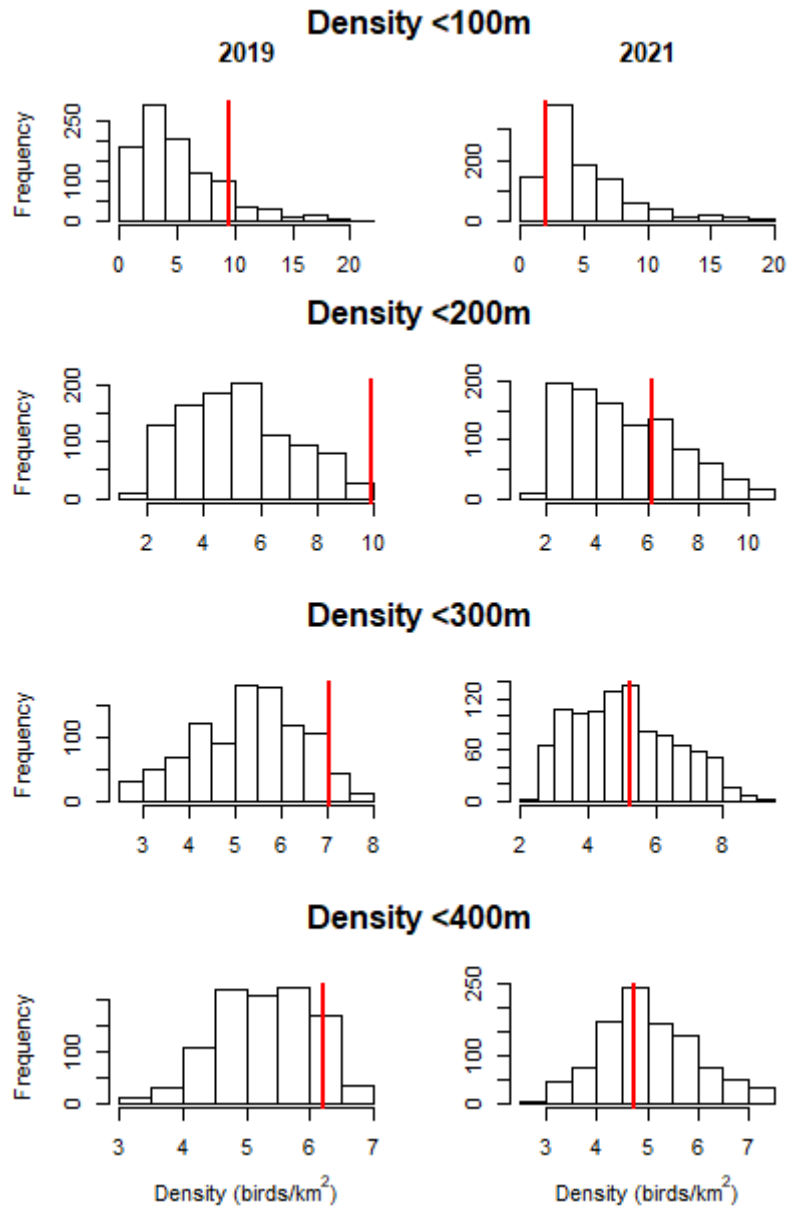 Density <100m
2019 2021
Frequency
0 100 250
0 200
0 5 10 15 20
0 5 10 15 20
Density <200m
Frequency
0 100 200
0 100 200
2 4 6 8 10
2 4 6 8 10
Density <300m
Frequency
0 100
0 60 120
3 4 5 6 7 8
2 4 6 8
Density <400m
Frequency
0 100
0 100 250
3 4 5 6 7
3 4 5 6 7
Density (birds/km²) Density (birds/km²)